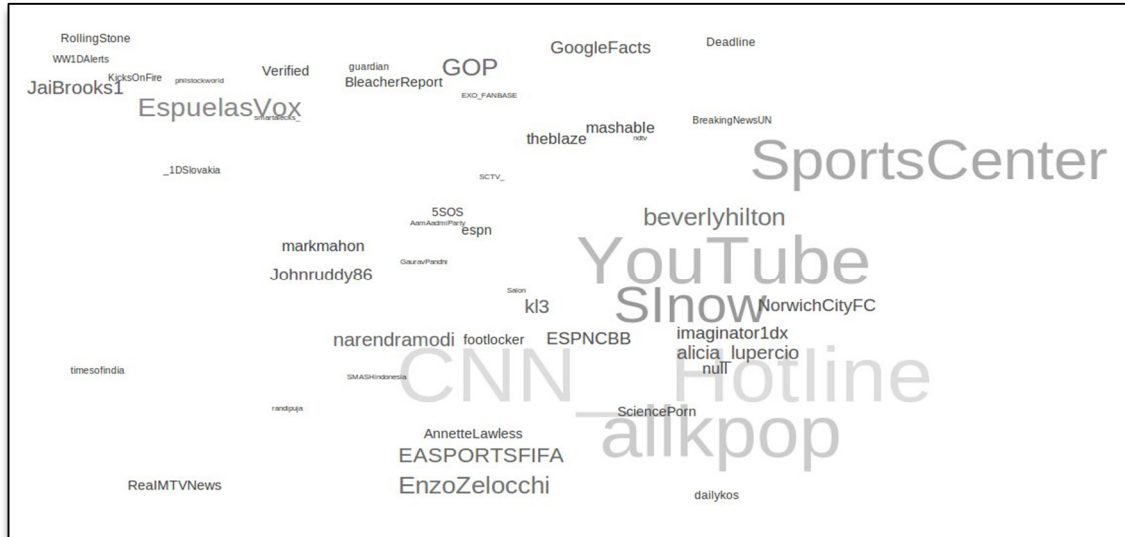 RollingStone
GoogleFacts
Deadline
WW1DAlerts
guardian
GOP
Verified
KicksOnFire
philstockworld
BleacherReport
JaiBrooks1
EXO_FANBASE
EspuelasVox
BreakingNewsUN
mashable
theblaze
ndtv
SportsCenter
_1DSlovakia
SCTV_
5SOS
beverlyhilton
AamAadmiParty
espn
markmahon
YouTube
GauravPandhi
Johnruddy86
Salon
SInow
kl3
NorwichCityFC
imaginator1dx
narendramodi
footlocker
ESPNCBB
alicia_lupercio
null
timesofindia
CNN__Hotline
SMASHIndonesia
randipuja
SciencePorn
AnnetteLawless
allkpop
EASPORTSFIFA
RealMTVNews
EnzoZelocchi
dailykos